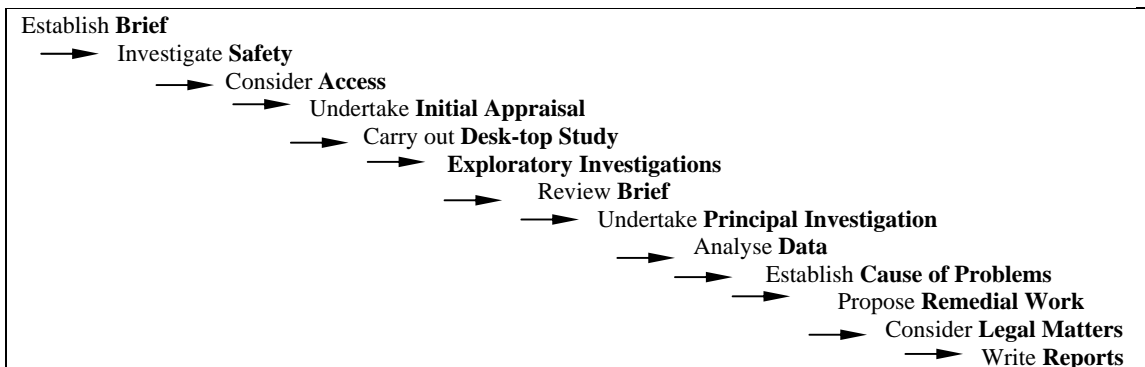 Establish Brief
Investigate Safety
Consider Access
Undertake Initial Appraisal
Carry out Desk-top Study
Exploratory Investigations
Review Brief
Undertake Principal Investigation
Analyse Data
Establish Cause of Problems
Propose Remedial Work
Consider Legal Matters
Write Reports